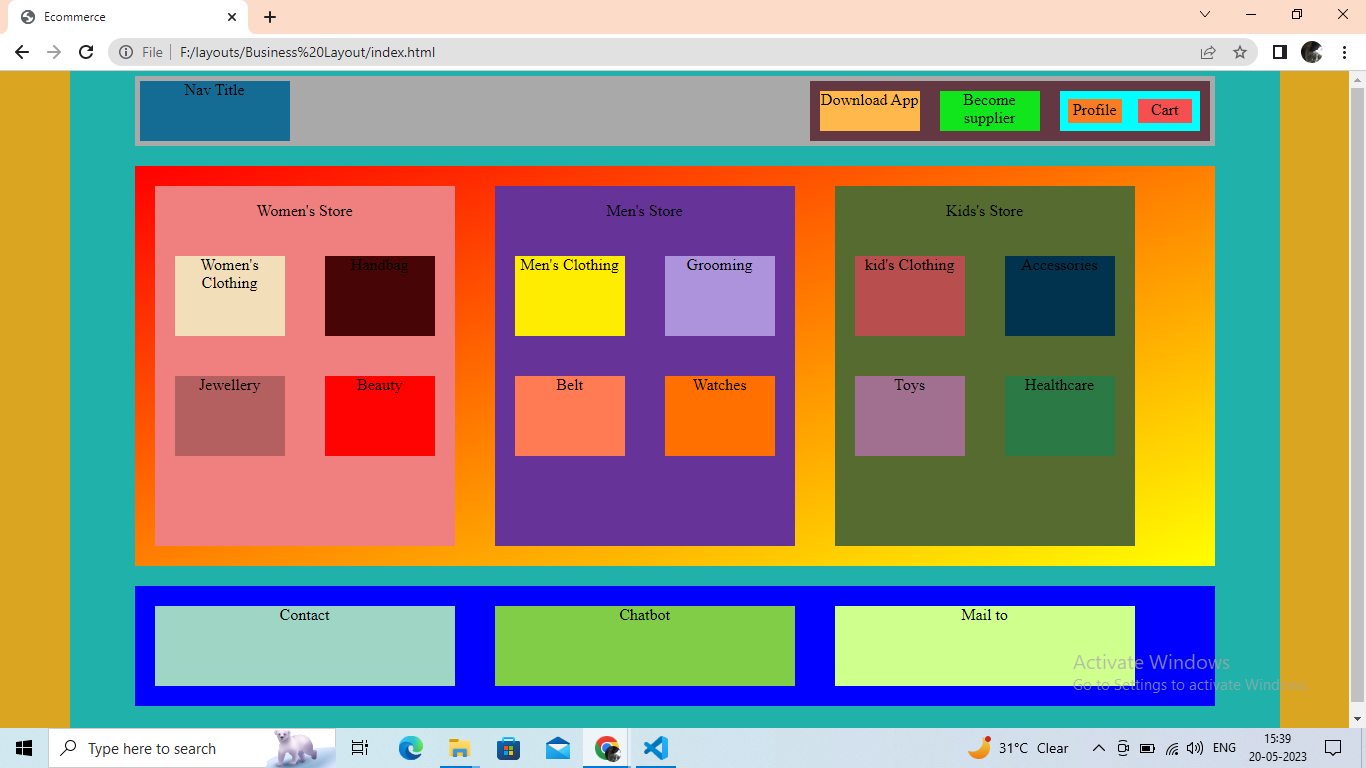 Ecommerce
File
F:/layouts/Business%20Layout/index.html
Nav Title
Download App
Become
supplier
Profile
Cart
Women's Store
Men's Store
Kids's Store
Women's
Clothing
Handbag
Men's Clothing
Grooming
kid's Clothing
Accessories
Jewellery
Beauty
Belt
Watches
Toys
Healthcare
Contact
Chatbot
Mail to
Activate Windows
Go to Settings to activate Windows.
Type here to search
31°C Clear
ENG
15:39
20-05-2023